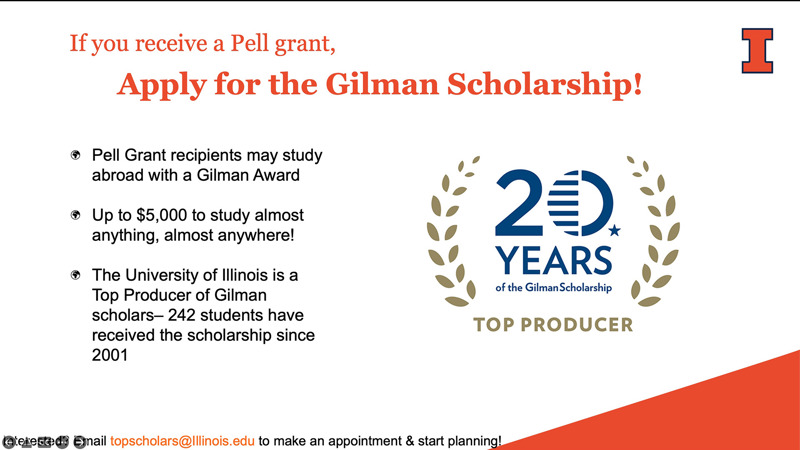 If you receive a Pell grant,
Apply for the Gilman Scholarship!
I
Pell Grant recipients may study
abroad with a Gilman Award
Up to $5,000 to study almost
anything, almost anywhere!
The University of Illinois is a
Top Producer of Gilman
scholars– 242 students have
received the scholarship since
2001
20
YEARS
of the Gilman Scholarship
TOP PRODUCER
Interested? Email topscholars@Illinois.edu to make an appointment & start planning!